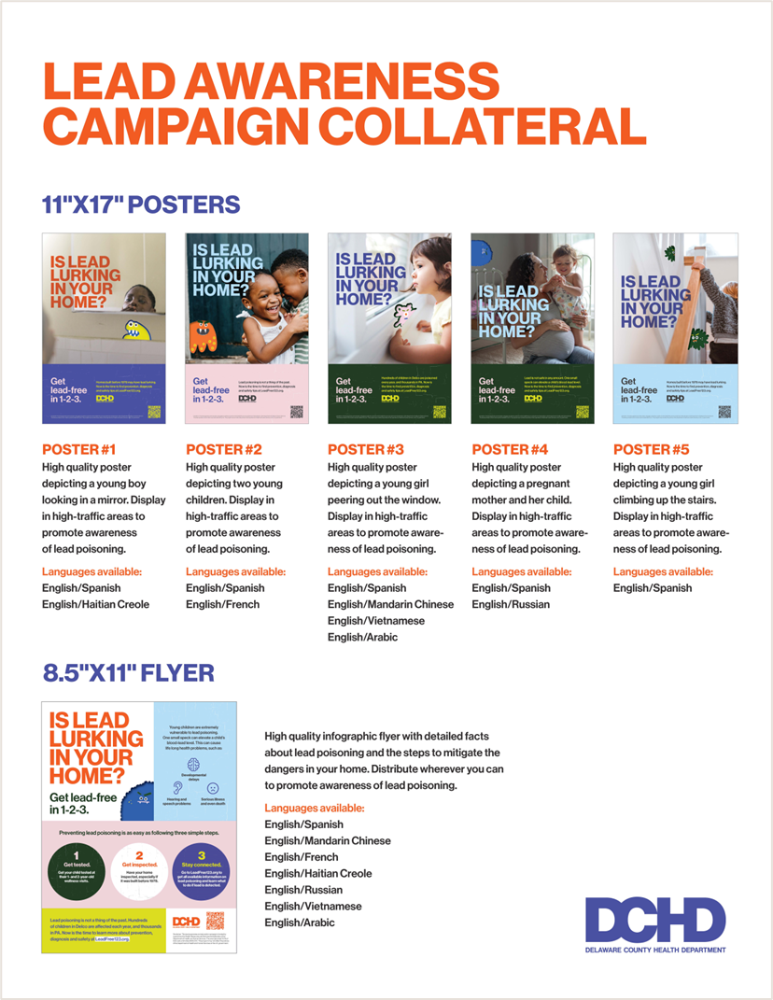 LEAD AWARENESS
CAMPAIGN COLLATERAL
11"X17" POSTERS
IS LEAD
LURKING
IN YOUR
HOME?
Get
lead-free
in 1-2-3.
DCHD
IS LEAD
LURKING
IN YOUR
HOME?
Get
lead-free
in 1-2-3.
DCHD
IS LEAD
LURKING
IN YOUR
HOME?
Get
lead-free
in 1-2-3.
DCHD
IS LEAD
LURKING
IN YOUR
HOME?
Get
lead-free
in 1-2-3.
DCHD
IS LEAD
LURKING
IN YOUR
HOME?
Get
lead-free
in 1-2-3.
DCHD
POSTER #1
High quality poster
depicting a young boy
looking in a mirror. Display
in high-traffic areas to
promote awareness
of lead poisoning.
Languages available:
English/Spanish
English/Haitian Creole
POSTER #2
High quality poster
depicting two young
children. Display in
high-traffic areas to
promote awareness
of lead poisoning.
Languages available:
English/Spanish
English/French
POSTER #3
High quality poster
depicting a young girl
peering out the window.
Display in high-traffic
areas to promote aware-
ness of lead poisoning.
Languages available:
English/Spanish
English/Mandarin Chinese
English/Vietnamese
English/Arabic
POSTER #4
High quality poster
depicting a pregnant
mother and her child.
Display in high-traffic
areas to promote aware-
ness of lead poisoning.
Languages available:
English/Spanish
English/Russian
POSTER #5
High quality poster
depicting a young girl
climbing up the stairs.
Display in high-traffic
areas to promote aware-
ness of lead poisoning.
Languages available:
English/Spanish
8.5"X11" FLYER
IS LEAD
LURKING
IN YOUR
HOME?
Get lead-free
in 1-2-3.
Young children are extremely
vulnerable to lead poisoning.
One small speck can elevate a child's
blood-lead level. This can cause
life long health problems, such as:
Developmental
delays
Hearing and
speech problems
Serious illness
and even death
Preventing lead poisoning is as easy as following three simple steps.
1
Get tested.
Get your child tested at
their 1- and 2-year-old
wellness visits.
2
Get inspected.
Have your home
inspected, especially if
it was built before 1978.
3
Stay connected.
Go to LeadFree123.org to
get all available information on
lead poisoning and learn what
to do if lead is detected.
Lead poisoning is not a thing of the past. Hundreds
of children in Delco are affected each year, and thousands
in PA. Now is the time to learn more about prevention,
diagnosis and safety at LeadFree123.org.
DCHD
High quality infographic flyer with detailed facts
about lead poisoning and the steps to mitigate the
dangers in your home. Distribute wherever you can
to promote awareness of lead poisoning.
Languages available:
English/Spanish
English/Mandarin Chinese
English/French
English/Haitian Creole
English/Russian
English/Vietnamese
English/Arabic
DCHD
DELAWARE COUNTY HEALTH DEPARTMENT